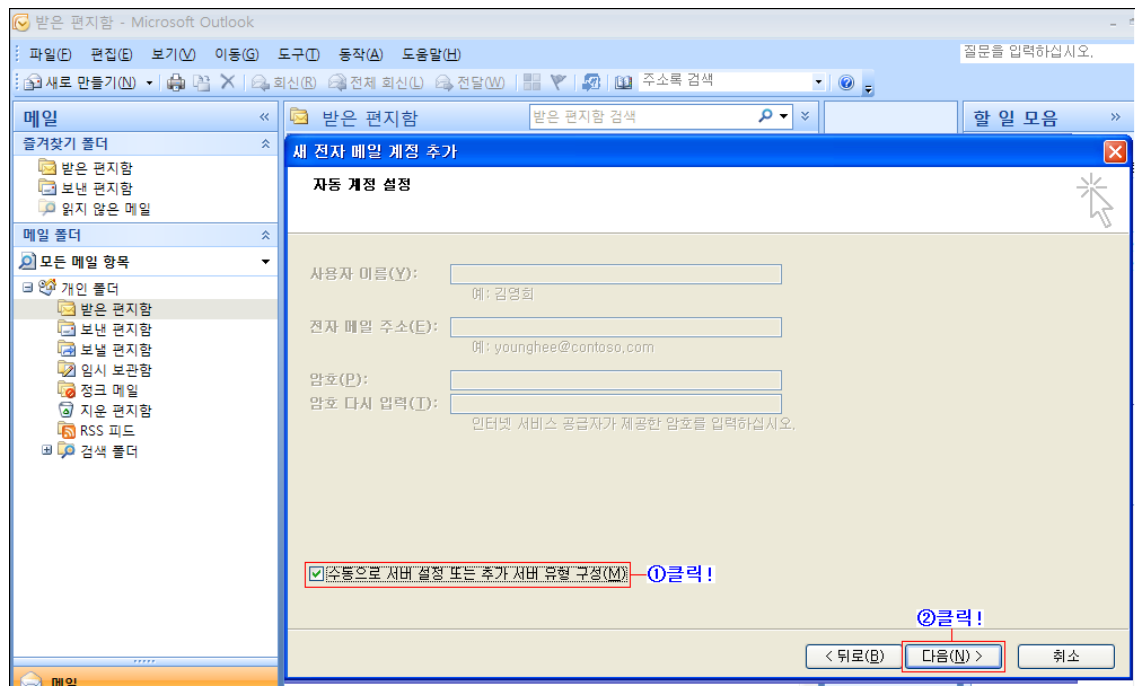 받은 편지함 - Microsoft Outlook
파일(F) 편집(E) 보기(V) 이동(G) 도구(T) 동작(A) 도움말(H) 질문을 입력하십시오.
새로 만들기(N) 회신(R) 전체 회신(L) 전달(W) 주소록 검색
메일 «
받은 편지함 받은 편지함 검색
할 일 모음 »
즐겨찾기 폴더
받은 편지함
보낸 편지함
읽지 않은 메일
메일 폴더
모든 메일 항목
개인 폴더
받은 편지함
보낸 편지함
보낼 편지함
임시 보관함
정크 메일
지운 편지함
RSS 피드
검색 폴더
메일
새 전자 메일 계정 추가
자동 계정 설정
사용자 이름(Y):
예: 김영희
전자 메일 주소(E):
예: younghee@contoso.com
암호(P):
암호 다시 입력(T):
인터넷 서비스 공급자가 제공한 암호를 입력하십시오.
수동으로 서버 설정 또는 추가 서버 유형 구성(M) ①클릭!
②클릭!
< 뒤로(B) 다음(N) > 취소